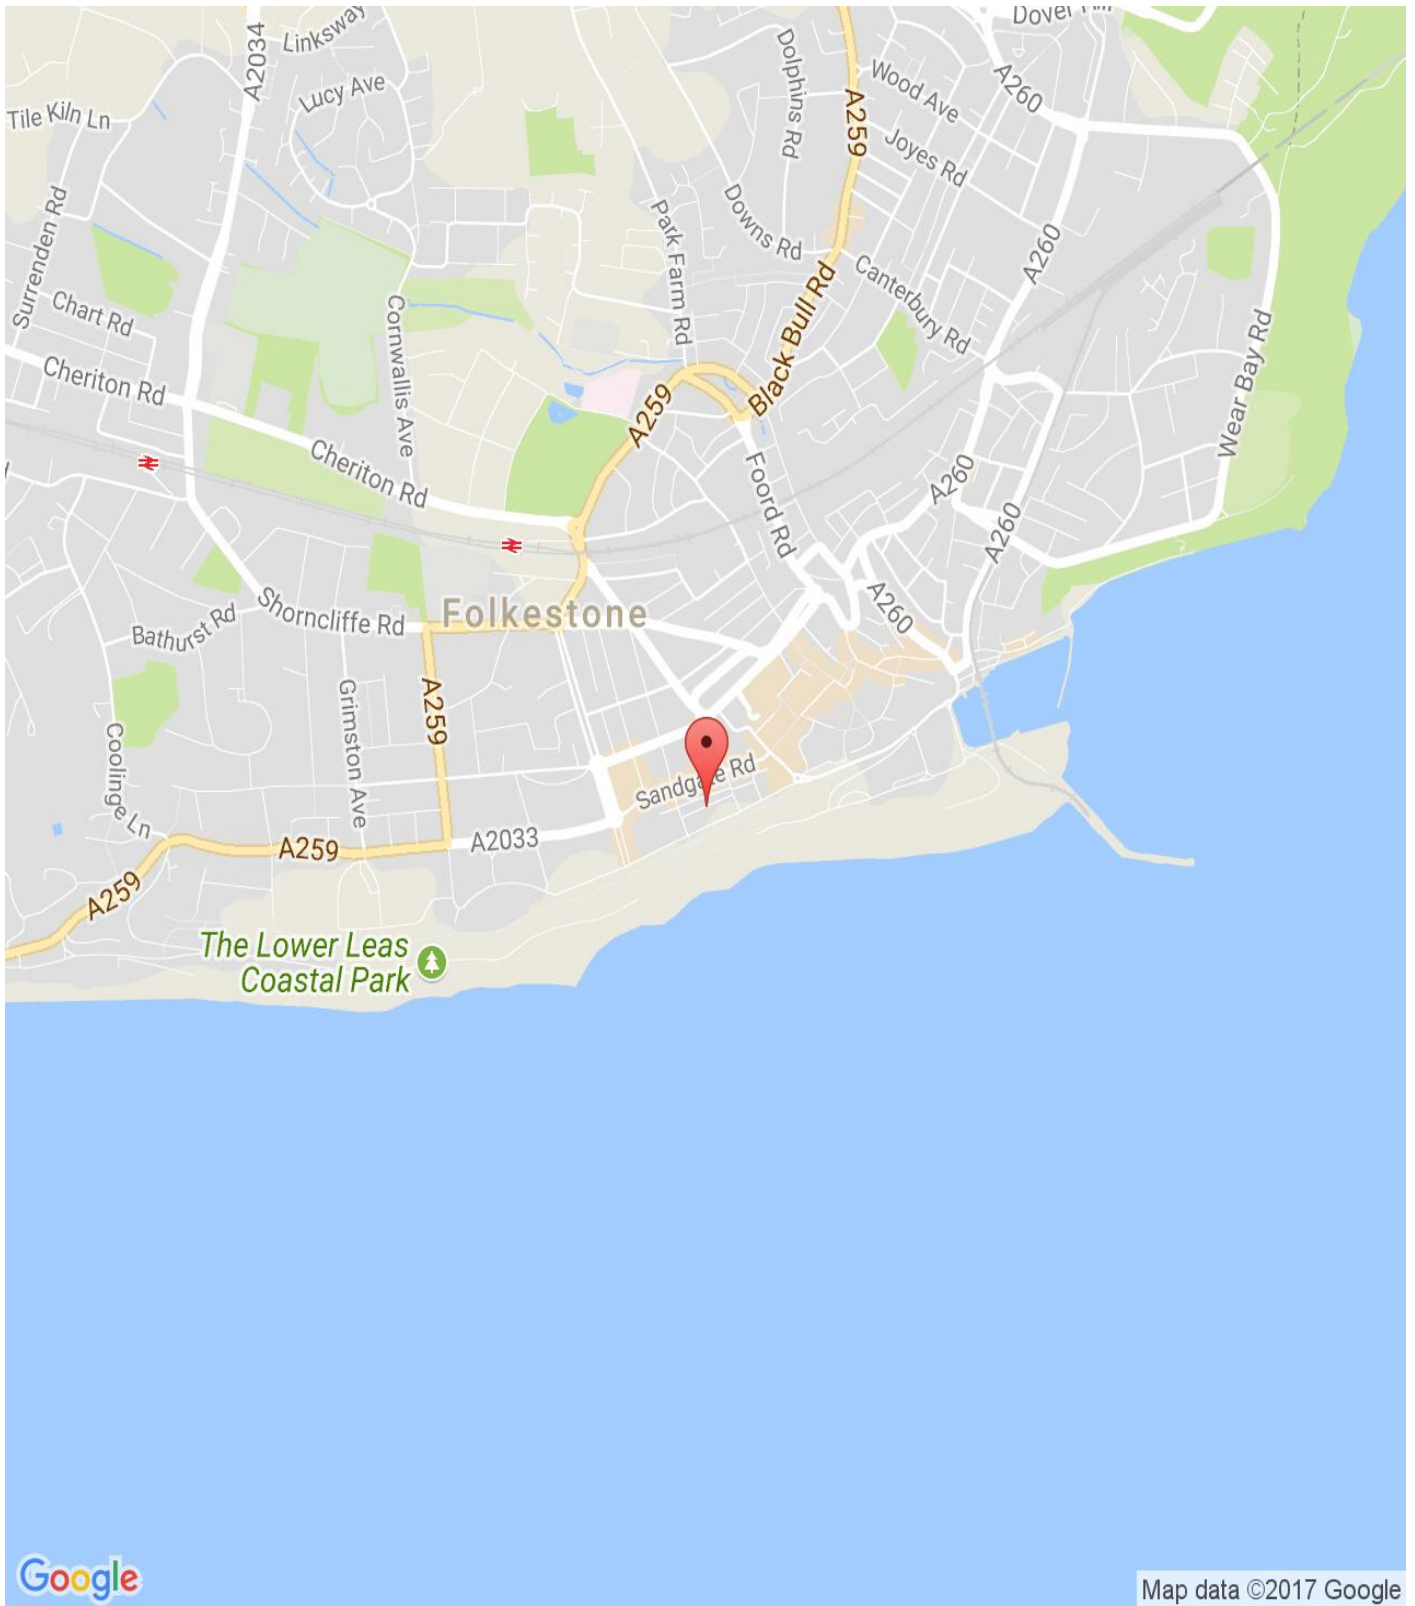 Dover Hill
Linksway
A2034
Dolphins Rd
Wood Ave
A260
Lucy Ave
A259
Tile Kiln Ln
Joyes Rd
Surrenden Rd
Park Farm Rd
Downs Rd
A260
Black Bull Rd
Canterbury Rd
Chart Rd
Cornwallis Ave
Cheriton Rd
Wear Bay Rd
A259
Cheriton Rd
Foord Rd
A260
A260
Folkestone
Shorncliffe Rd
Bathurst Rd
A260
A259
Grimston Ave
Coolinge Ln
Sandgate Rd
A2033
A259
A259
The Lower Leas
Coastal Park
Google
Map data ©2017 Google